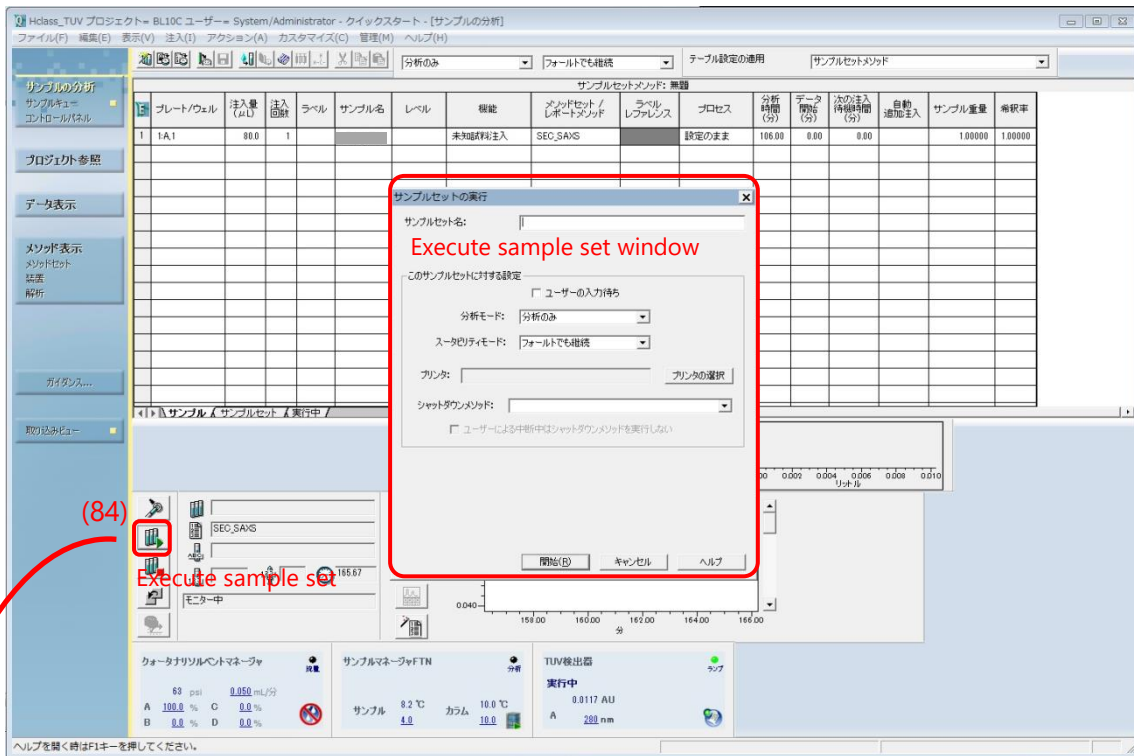 Hclass_TUV プロジェクト= BL10C ユーザー= System/Administrator - クイックスタート - [サンプルの分析]
ファイル(F) 編集(E) 表示(V) 注入(I) アクション(A) カスタマイズ(C) 管理(M) ヘルプ(H)
分析のみ フォールトでも継続 テーブル設定の適用 サンプルセットメソッド
サンプルセットメソッド: 無題
サンプルの分析
サンプルキュー
コントロールパネル
プロジェクト参照
データ表示
メソッド表示
メソッドセット
装置
解析
ガイダンス...
取り込みビュー
プレート/ウェル 注入量(μL) 注入回数 ラベル サンプル名 レベル 機能 メソッドセット / レポートメソッド ラベル レファレンス プロセス 分析時間(分) データ開始(分) 次の注入待機時間(分) 自動追加注入 サンプル重量 希釈率
1 1:A,1 80.0 1 未知試料注入 SEC_SAXS 設定のまま 106.00 0.00 0.00 1.00000 1.00000
サンプルセットの実行
サンプルセット名:
Execute sample set window
このサンプルセットに対する設定
ユーザーの入力待ち
分析モード: 分析のみ
スータビリティモード: フォールトでも継続
プリンタ: プリンタの選択
シャットダウンメソッド:
ユーザーによる中断中はシャットダウンメソッドを実行しない
開始(R) キャンセル ヘルプ
サンプル サンプルセット 実行中
00 0.002 0.004 0.006 0.008 0.010
リットル
(84)
SEC_SAXS
Execute sample set
165.67
モニター中
0.040
158.00 160.00 162.00 164.00 166.00
分
クォータナリソルベントマネージャ 流量
63 psi 0.050 mL/分
A 100.0 % C 0.0 %
B 0.0 % D 0.0 %
サンプルマネージャFTN 分析
サンプル 8.2 ℃ カラム 10.0 ℃
4.0 10.0
TUV検出器 ランプ
実行中
0.0117 AU
A 280 nm
ヘルプを開く時はF1キーを押してください。